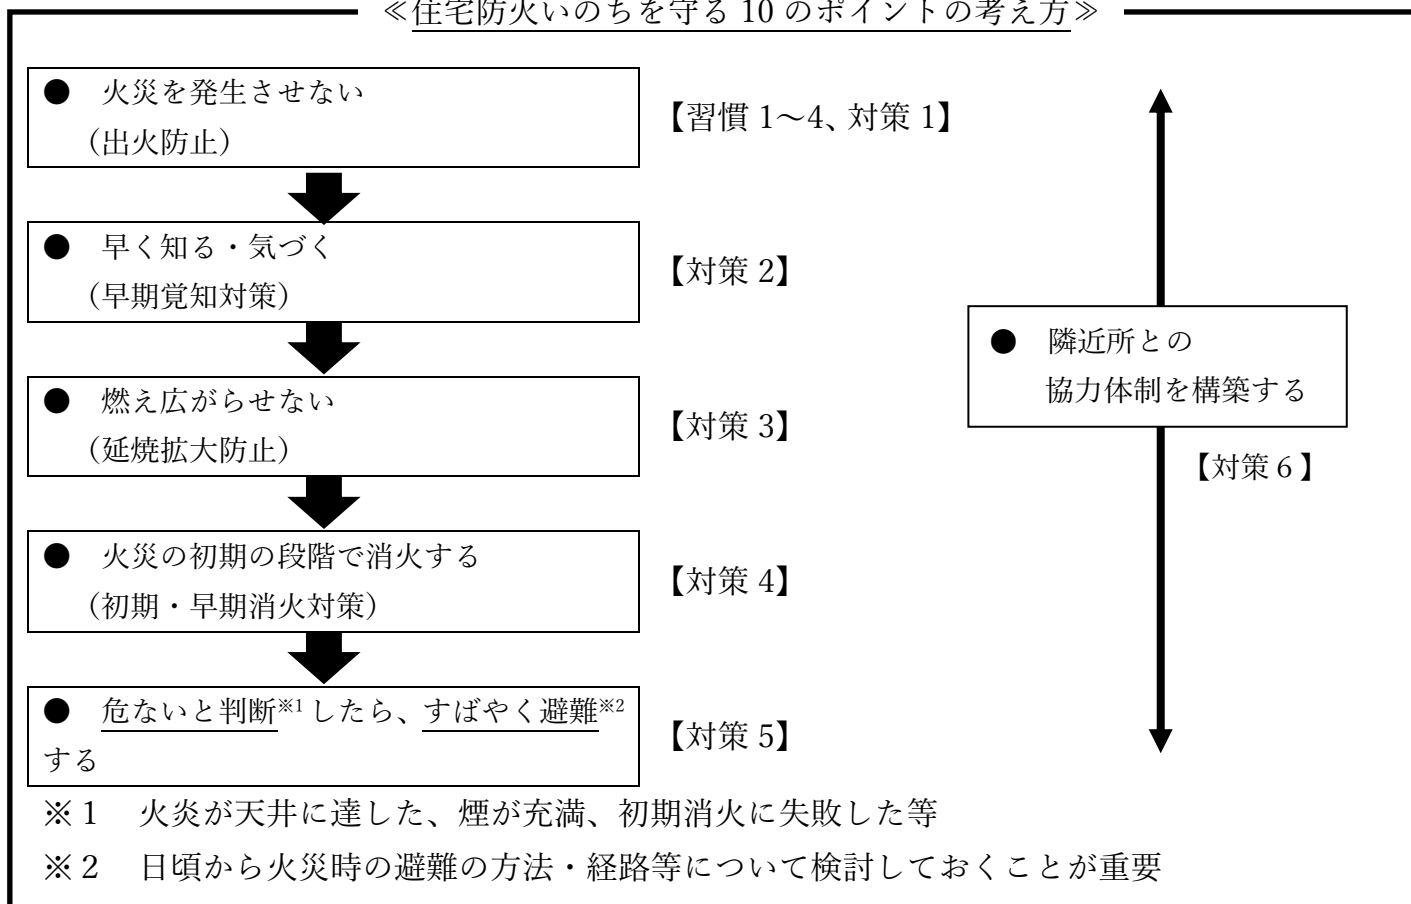 ≪住宅防火いのちを守る 10 のポイントの考え方≫
● 火災を発生させない
（出火防止）
【習慣 1～4、対策 1】
● 早く知る・気づく
（早期覚知対策）
【対策 2】
● 燃え広がらせない
（延焼拡大防止）
【対策 3】
● 火災の初期の段階で消火する
（初期・早期消火対策）
【対策 4】
● 危ないと判断※1したら、すばやく避難※2
する
【対策 5】
● 隣近所との
協力体制を構築する
【対策６】
※１ 火炎が天井に達した、煙が充満、初期消火に失敗した等
※２ 日頃から火災時の避難の方法・経路等について検討しておくことが重要